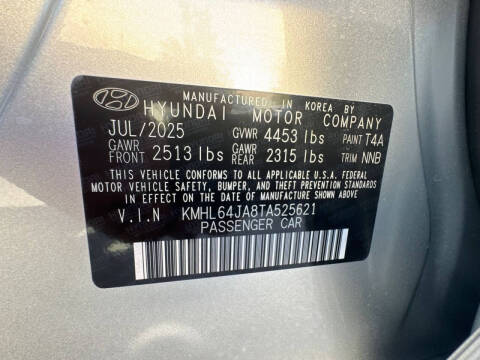 MANUFACTURED IN KOREA BY
HYUNDAI MOTOR COMPANY
JUL/2025 GVWR 4453 lbs PAINT T4A
GAWR FRONT 2513 lbs GAWR REAR 2315 lbs TRIM NNB
THIS VEHICLE CONFORMS TO ALL APPLICABLE U.S.A. FEDERAL
MOTOR VEHICLE SAFETY, BUMPER, AND THEFT PREVENTION STANDARDS
IN EFFECT ON THE DATE OF MANUFACTURE SHOWN ABOVE.
V.I.N KMHL64JA8TA525621
PASSENGER CAR